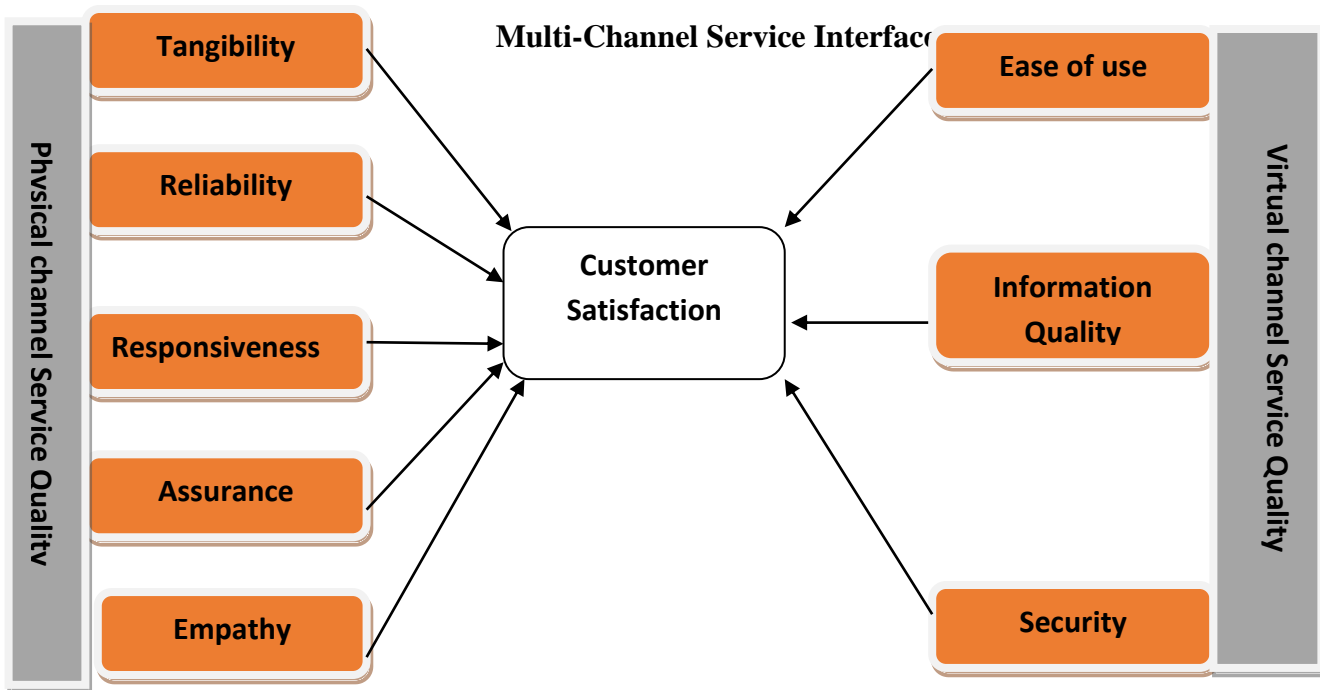 Multi-Channel Service Interface
Physical channel Service Quality
Tangibility
Reliability
Responsiveness
Assurance
Empathy
Customer
Satisfaction
Ease of use
Information
Quality
Security
Virtual channel Service Quality